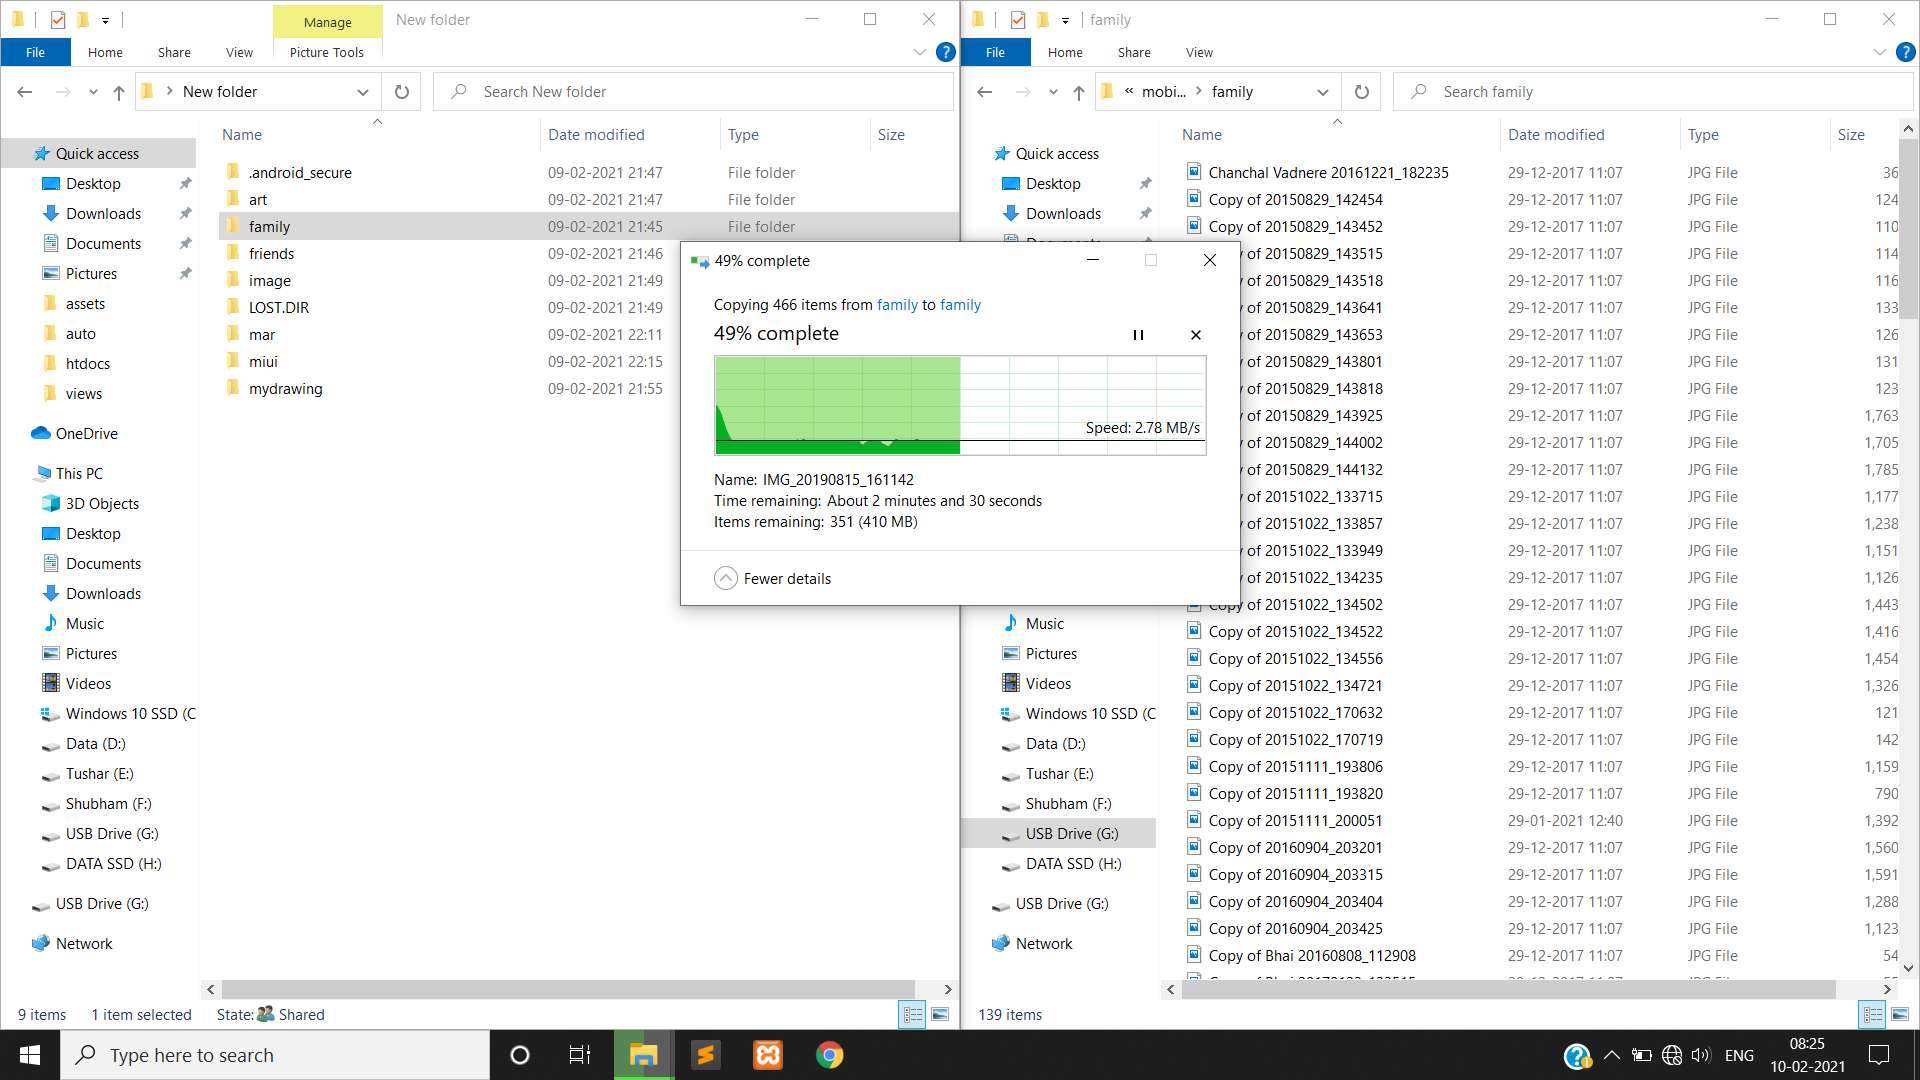 Manage
New folder
File
Home
Share
View
Picture Tools
New folder
Search New folder
Name
Date modified
Type
Size
Quick access
Desktop
Downloads
Documents
Pictures
assets
auto
htdocs
views
OneDrive
This PC
3D Objects
Desktop
Documents
Downloads
Music
Pictures
Videos
Windows 10 SSD (C
Data (D:)
Tushar (E:)
Shubham (F:)
USB Drive (G:)
DATA SSD (H:)
USB Drive (G:)
Network
.android_secure 09-02-2021 21:47 File folder
art 09-02-2021 21:47 File folder
family 09-02-2021 21:45 File folder
friends 09-02-2021 21:46
image 09-02-2021 21:49
LOST.DIR 09-02-2021 21:49
mar 09-02-2021 22:11
miui 09-02-2021 22:15
mydrawing 09-02-2021 21:55
9 items 1 item selected State: Shared
49% complete
Copying 466 items from family to family
49% complete
Speed: 2.78 MB/s
Name: IMG_20190815_161142
Time remaining: About 2 minutes and 30 seconds
Items remaining: 351 (410 MB)
Fewer details
family
File
Home
Share
View
« mobi... family
Search family
Name
Date modified
Type
Size
Quick access
Desktop
Downloads
Music
Pictures
Videos
Windows 10 SSD (C
Data (D:)
Tushar (E:)
Shubham (F:)
USB Drive (G:)
DATA SSD (H:)
USB Drive (G:)
Network
Chanchal Vadnere 20161221_182235 29-12-2017 11:07 JPG File 36
Copy of 20150829_142454 29-12-2017 11:07 JPG File 124
Copy of 20150829_143452 29-12-2017 11:07 JPG File 110
of 20150829_143515 29-12-2017 11:07 JPG File 114
of 20150829_143518 29-12-2017 11:07 JPG File 116
of 20150829_143641 29-12-2017 11:07 JPG File 133
of 20150829_143653 29-12-2017 11:07 JPG File 126
of 20150829_143801 29-12-2017 11:07 JPG File 131
of 20150829_143818 29-12-2017 11:07 JPG File 123
of 20150829_143925 29-12-2017 11:07 JPG File 1,763
of 20150829_144002 29-12-2017 11:07 JPG File 1,705
of 20150829_144132 29-12-2017 11:07 JPG File 1,785
of 20151022_133715 29-12-2017 11:07 JPG File 1,177
of 20151022_133857 29-12-2017 11:07 JPG File 1,238
of 20151022_133949 29-12-2017 11:07 JPG File 1,151
of 20151022_134235 29-12-2017 11:07 JPG File 1,126
Copy of 20151022_134502 29-12-2017 11:07 JPG File 1,443
Copy of 20151022_134522 29-12-2017 11:07 JPG File 1,416
Copy of 20151022_134556 29-12-2017 11:07 JPG File 1,454
Copy of 20151022_134721 29-12-2017 11:07 JPG File 1,326
Copy of 20151022_170632 29-12-2017 11:07 JPG File 121
Copy of 20151022_170719 29-12-2017 11:07 JPG File 142
Copy of 20151111_193806 29-12-2017 11:07 JPG File 1,159
Copy of 20151111_193820 29-12-2017 11:07 JPG File 790
Copy of 20151111_200051 29-01-2021 12:40 JPG File 1,392
Copy of 20160904_203201 29-12-2017 11:07 JPG File 1,560
Copy of 20160904_203315 29-12-2017 11:07 JPG File 1,591
Copy of 20160904_203404 29-12-2017 11:07 JPG File 1,288
Copy of 20160904_203425 29-12-2017 11:07 JPG File 1,123
Copy of Bhai 20160808_112908 29-12-2017 11:07 JPG File 54
139 items
Type here to search
ENG
08:25
10-02-2021